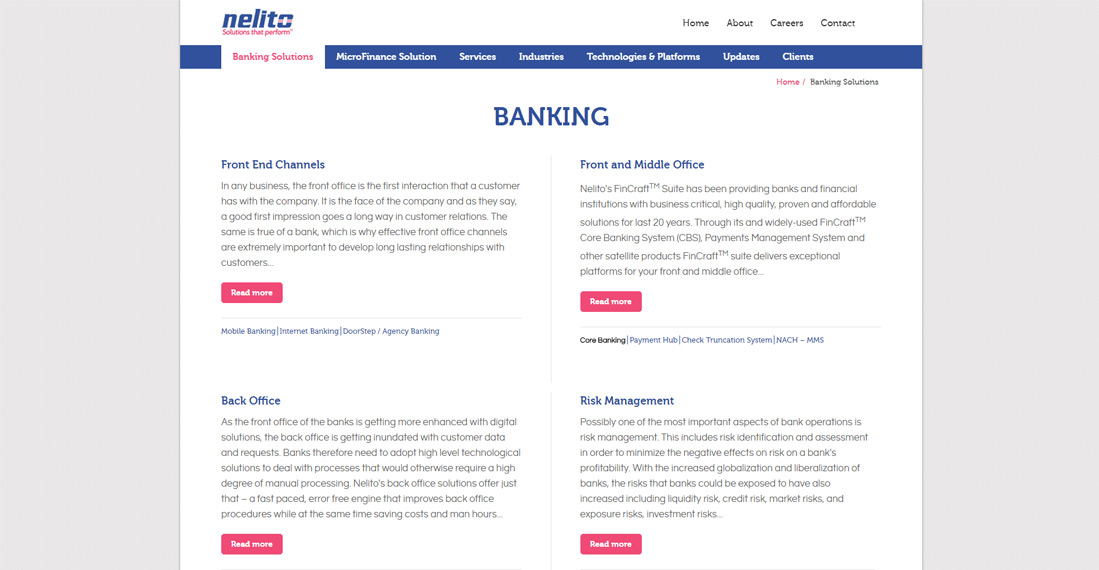 nelito
Solutions that perform™
Home About Careers Contact
Banking Solutions MicroFinance Solution Services Industries Technologies & Platforms Updates Clients
Home / Banking Solutions
BANKING
Front End Channels
In any business, the front office is the first interaction that a customer
has with the company. It is the face of the company and as they say,
a good first impression goes a long way in customer relations. The
same is true of a bank, which is why effective front office channels
are extremely important to develop long lasting relationships with
customers...
Read more
Mobile Banking | Internet Banking | DoorStep / Agency Banking
Front and Middle Office
Nelito's FinCraft™ Suite has been providing banks and financial
institutions with business critical, high quality, proven and affordable
solutions for last 20 years. Through its and widely-used FinCraft™
Core Banking System (CBS), Payments Management System and
other satellite products FinCraft™ suite delivers exceptional
platforms for your front and middle office...
Read more
Core Banking | Payment Hub | Check Truncation System | NACH – MMS
Back Office
As the front office of the banks is getting more enhanced with digital
solutions, the back office is getting inundated with customer data
and requests. Banks therefore need to adopt high level technological
solutions to deal with processes that would otherwise require a high
degree of manual processing. Nelito's back office solutions offer just
that – a fast paced, error free engine that improves back office
procedures while at the same time saving costs and man hours...
Read more
Risk Management
Possibly one of the most important aspects of bank operations is
risk management. This includes risk identification and assessment
in order to minimize the negative effects on risk on a bank's
profitability. With the increased globalization and liberalization of
banks, the risks that banks could be exposed to have also
increased including liquidity risk, credit risk, market risks, and
exposure risks, investment risks...
Read more